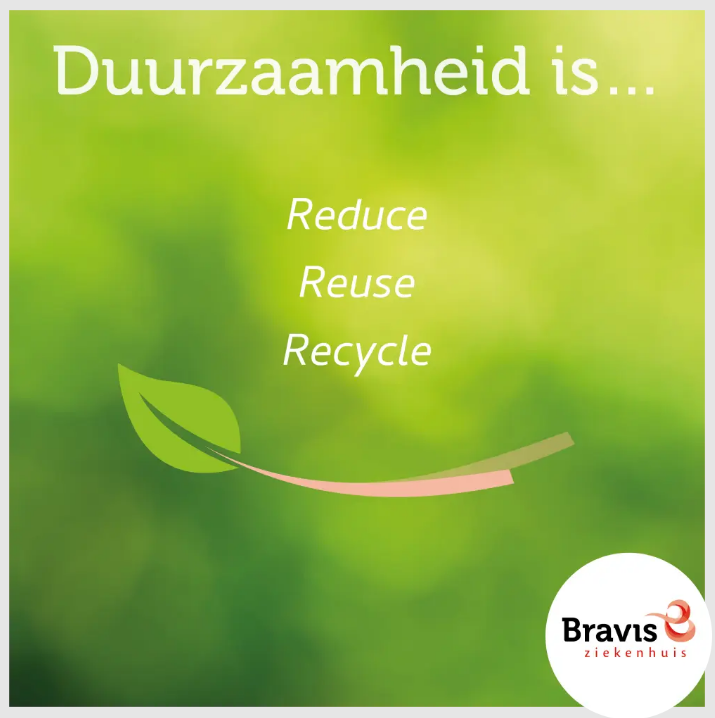 Duurzaamheid is...
Reduce
Reuse
Recycle
Bravis
ziekenhuis